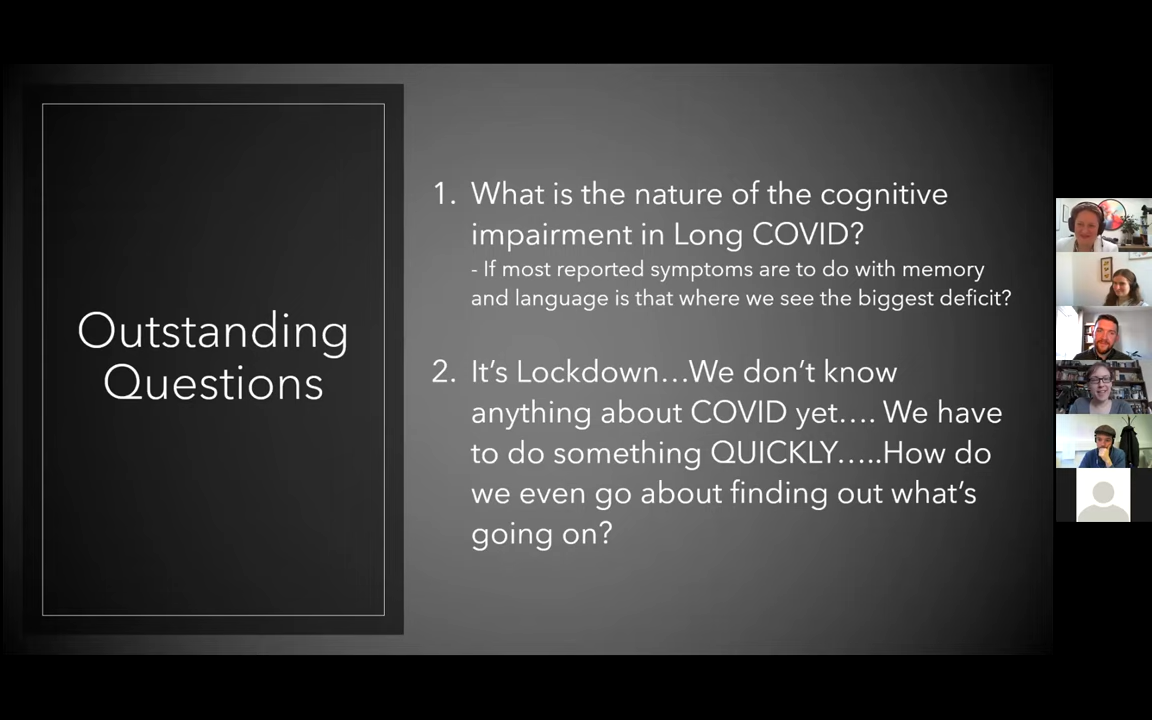 Outstanding
Questions
1. What is the nature of the cognitive
impairment in Long COVID?
- If most reported symptoms are to do with memory
and language is that where we see the biggest deficit?
2. It’s Lockdown…We don’t know
anything about COVID yet…. We have
to do something QUICKLY…..How do
we even go about finding out what’s
going on?